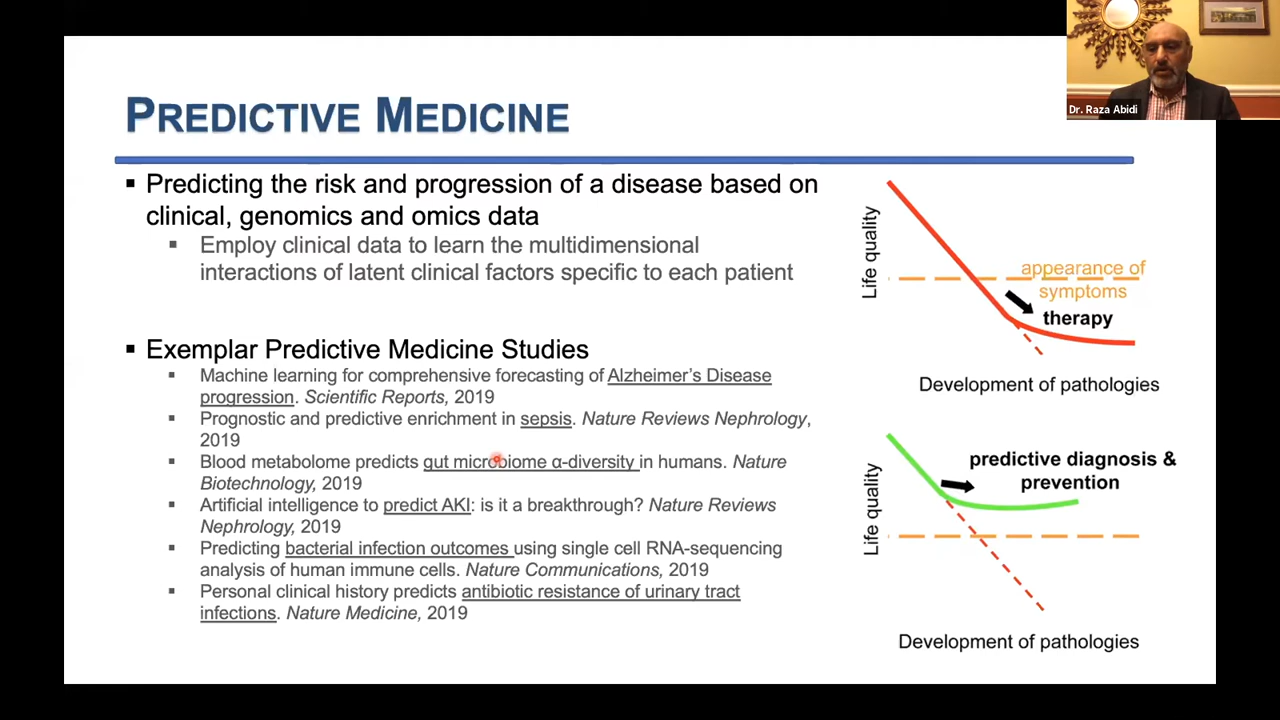 Dr. Raza Abidi
PREDICTIVE MEDICINE
▪ Predicting the risk and progression of a disease based on
clinical, genomics and omics data
▪ Employ clinical data to learn the multidimensional
interactions of latent clinical factors specific to each patient
▪ Exemplar Predictive Medicine Studies
▪ Machine learning for comprehensive forecasting of Alzheimer’s Disease
progression. Scientific Reports, 2019
▪ Prognostic and predictive enrichment in sepsis. Nature Reviews Nephrology,
2019
▪ Blood metabolome predicts gut microbiome α-diversity in humans. Nature
Biotechnology, 2019
▪ Artificial intelligence to predict AKI: is it a breakthrough? Nature Reviews
Nephrology, 2019
▪ Predicting bacterial infection outcomes using single cell RNA-sequencing
analysis of human immune cells. Nature Communications, 2019
▪ Personal clinical history predicts antibiotic resistance of urinary tract
infections. Nature Medicine, 2019
Life quality
appearance of
symptoms
therapy
Development of pathologies
Life quality
predictive diagnosis &
prevention
Development of pathologies